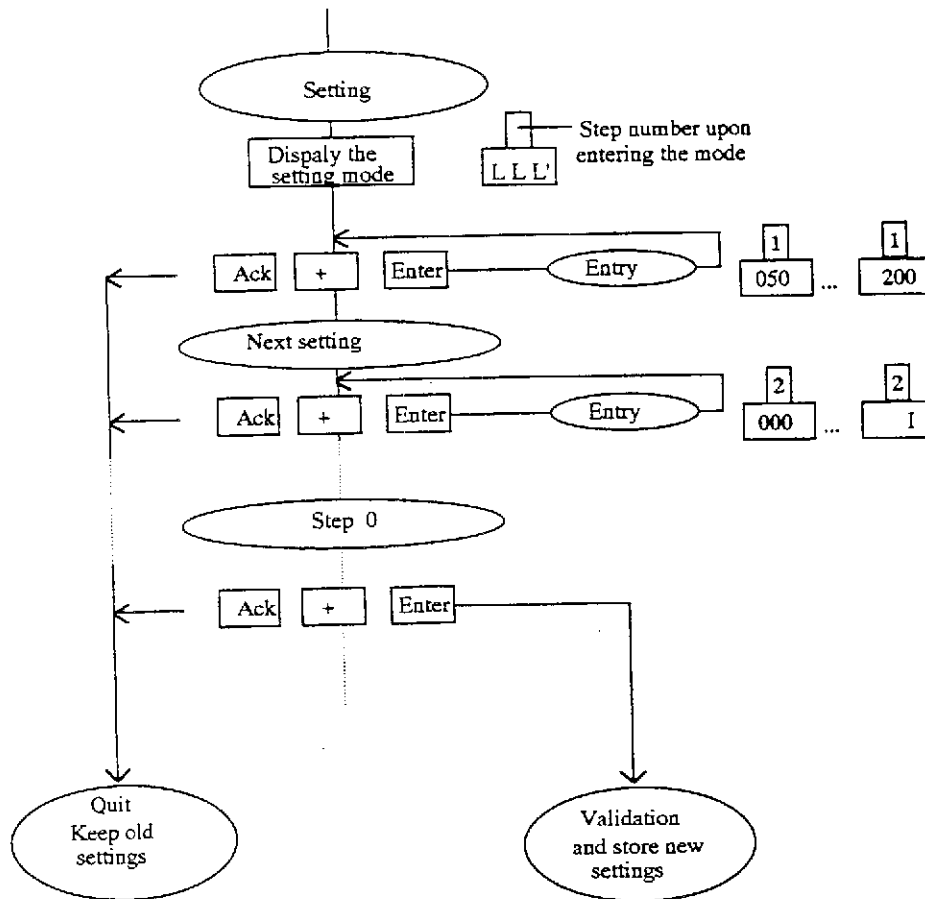 Setting
Dispaly the
setting mode
L L L'
Step number upon
entering the mode
Ack
+
Enter
Entry
1
050
...
1
200
Next setting
Ack
+
Enter
Entry
2
000
...
2
I
Step 0
Ack
+
Enter
Quit
Keep old
settings
Validation
and store new
settings